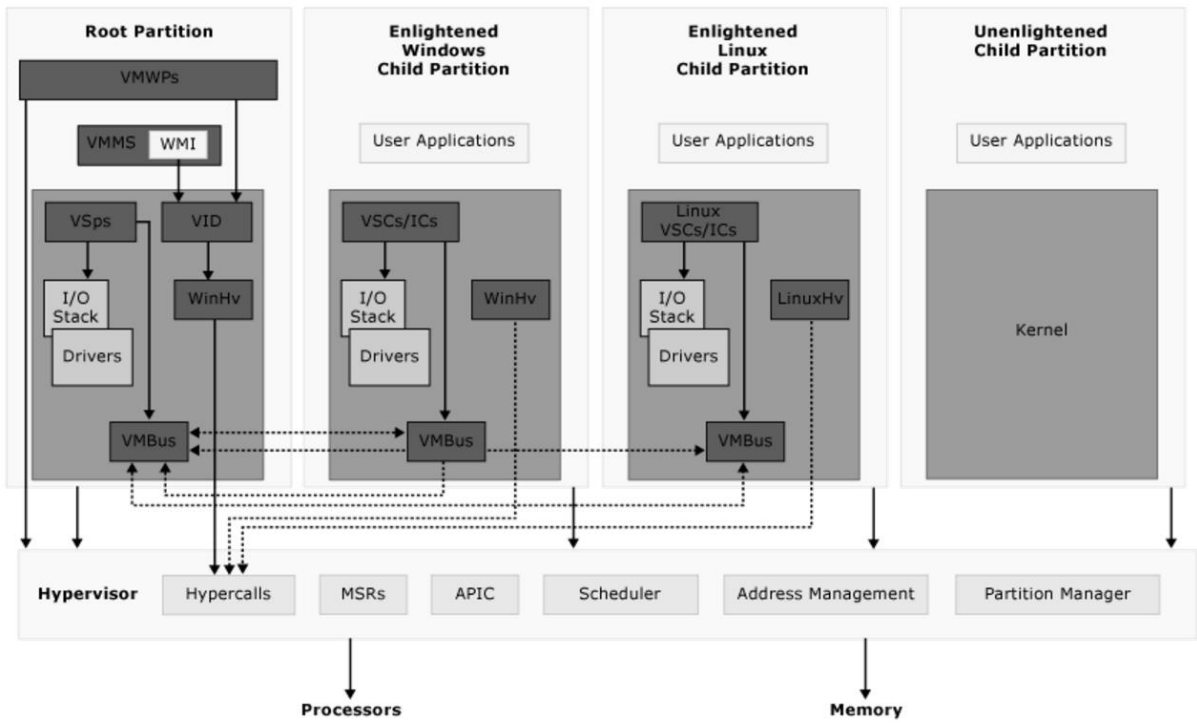 Root Partition
VMWPs
VMMS
WMI
VSps
VID
I/O
Stack
WinHv
Drivers
VMBus
Enlightened
Windows
Child Partition
User Applications
VSCs/ICs
I/O
Stack
WinHv
Drivers
VMBus
Enlightened
Linux
Child Partition
User Applications
Linux
VSCs/ICs
I/O
Stack
LinuxHv
Drivers
VMBus
Unenlightened
Child Partition
User Applications
Kernel
Hypervisor
Hypercalls
MSRs
APIC
Scheduler
Address Management
Partition Manager
Processors
Memory